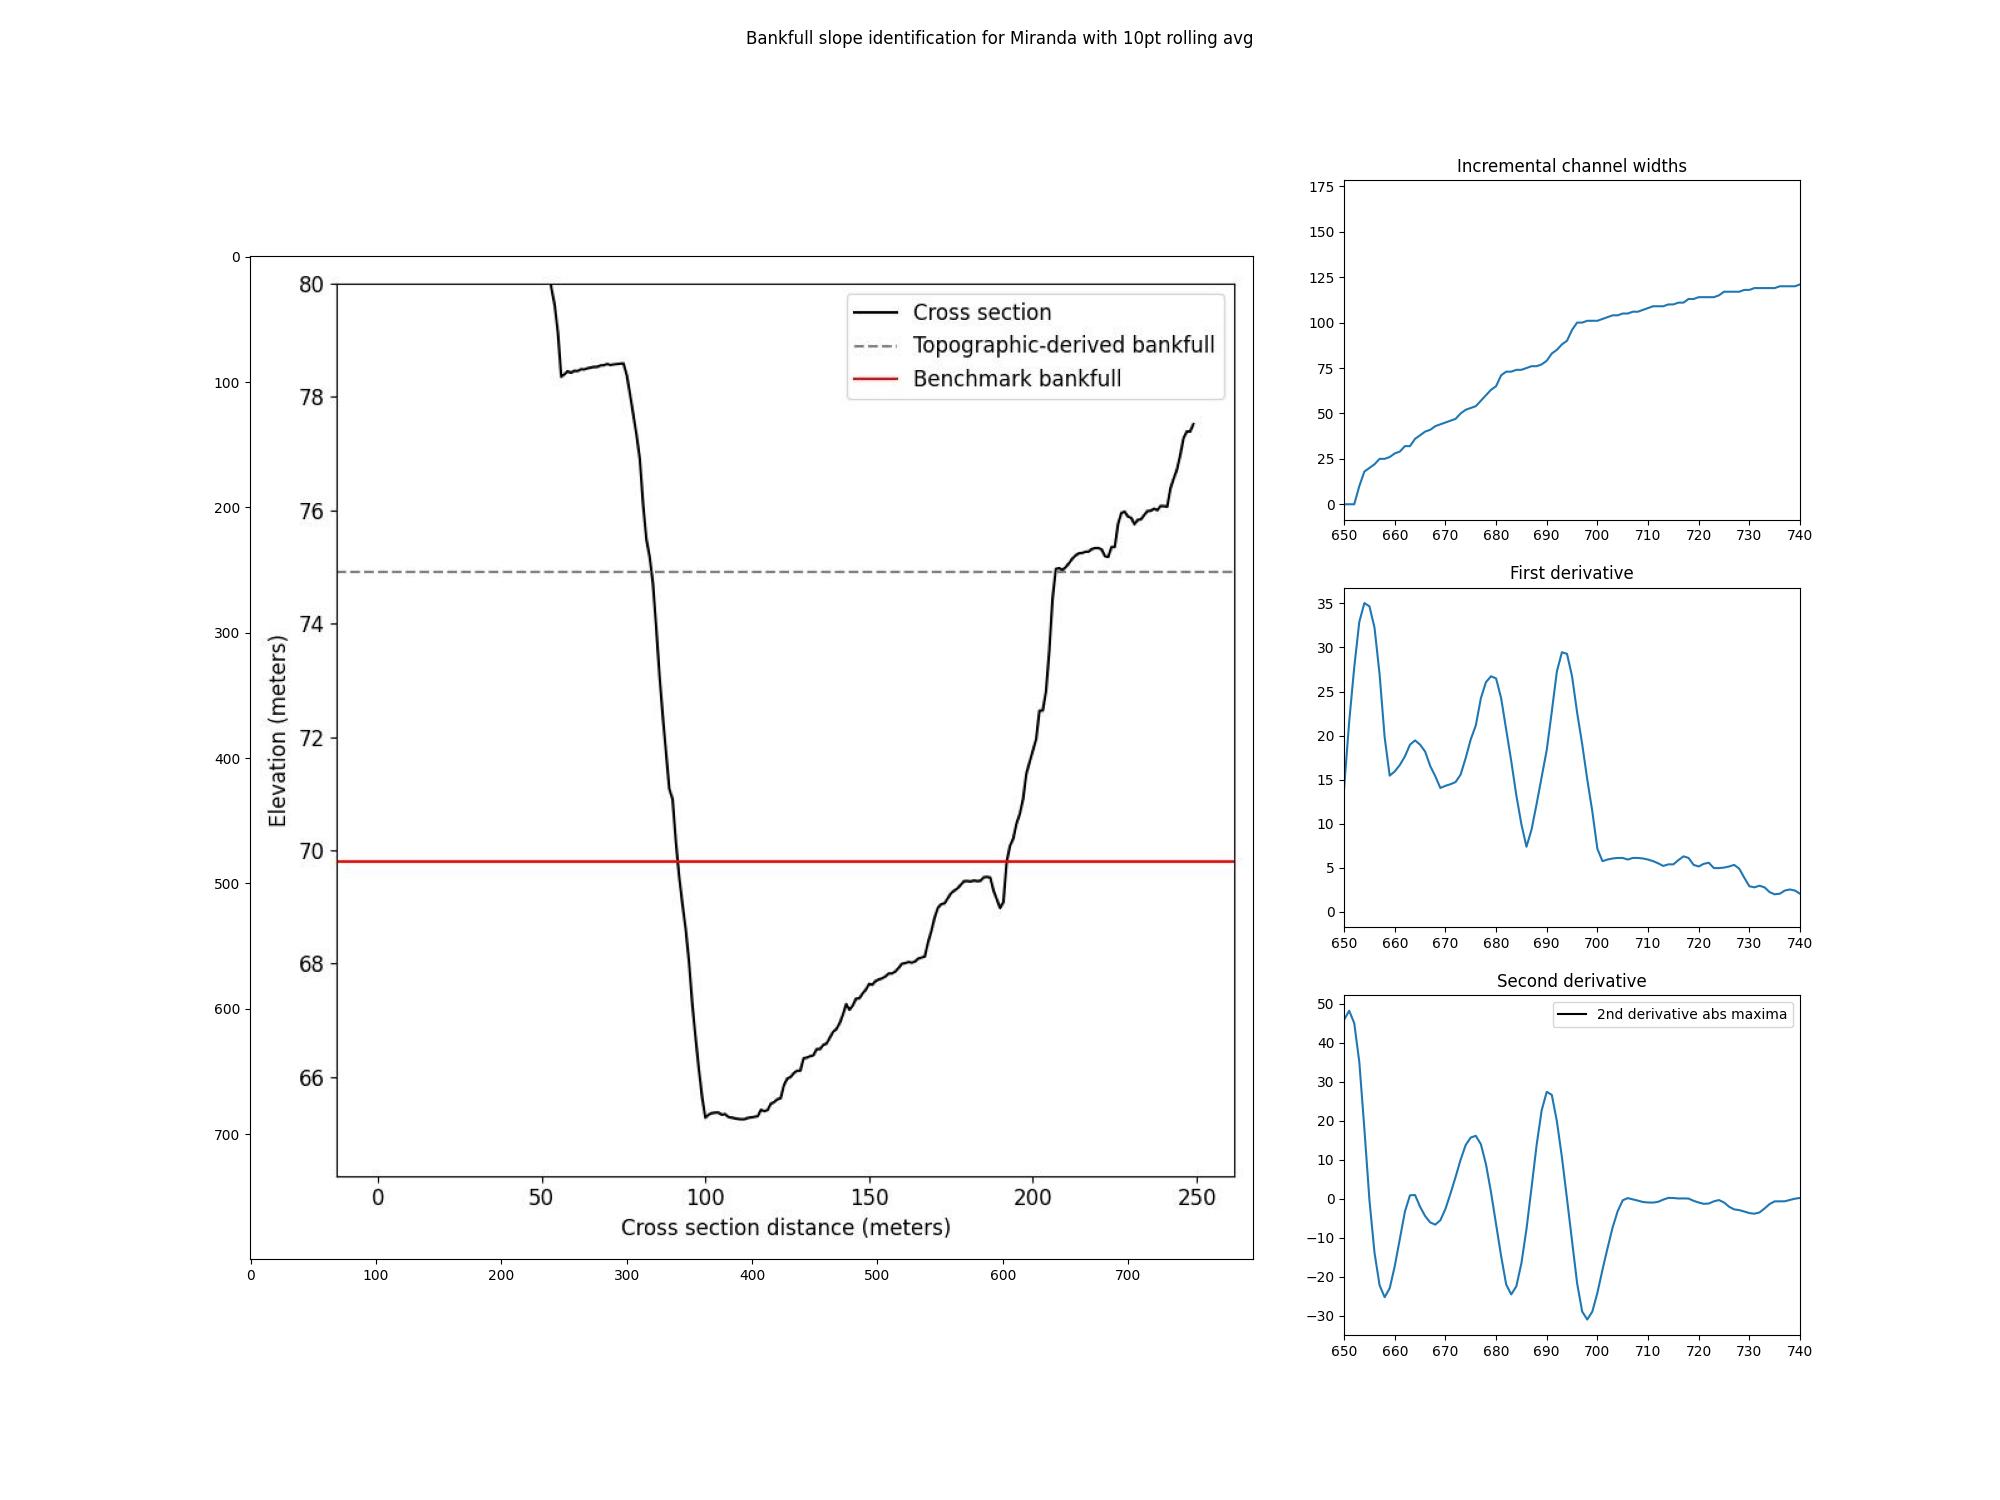 Bankfull slope identification for Miranda with 10pt rolling avg
0
100
200
300
400
500
600
700
80
78
76
74
72
70
68
66
Elevation (meters)
Cross section
Topographic-derived bankfull
Benchmark bankfull
0 50 100 150 200 250
Cross section distance (meters)
0 100 200 300 400 500 600 700
Incremental channel widths
175
150
125
100
75
50
25
0
650 660 670 680 690 700 710 720 730 740
First derivative
35
30
25
20
15
10
5
0
650 660 670 680 690 700 710 720 730 740
Second derivative
2nd derivative abs maxima
50
40
30
20
10
0
−10
−20
−30
650 660 670 680 690 700 710 720 730 740